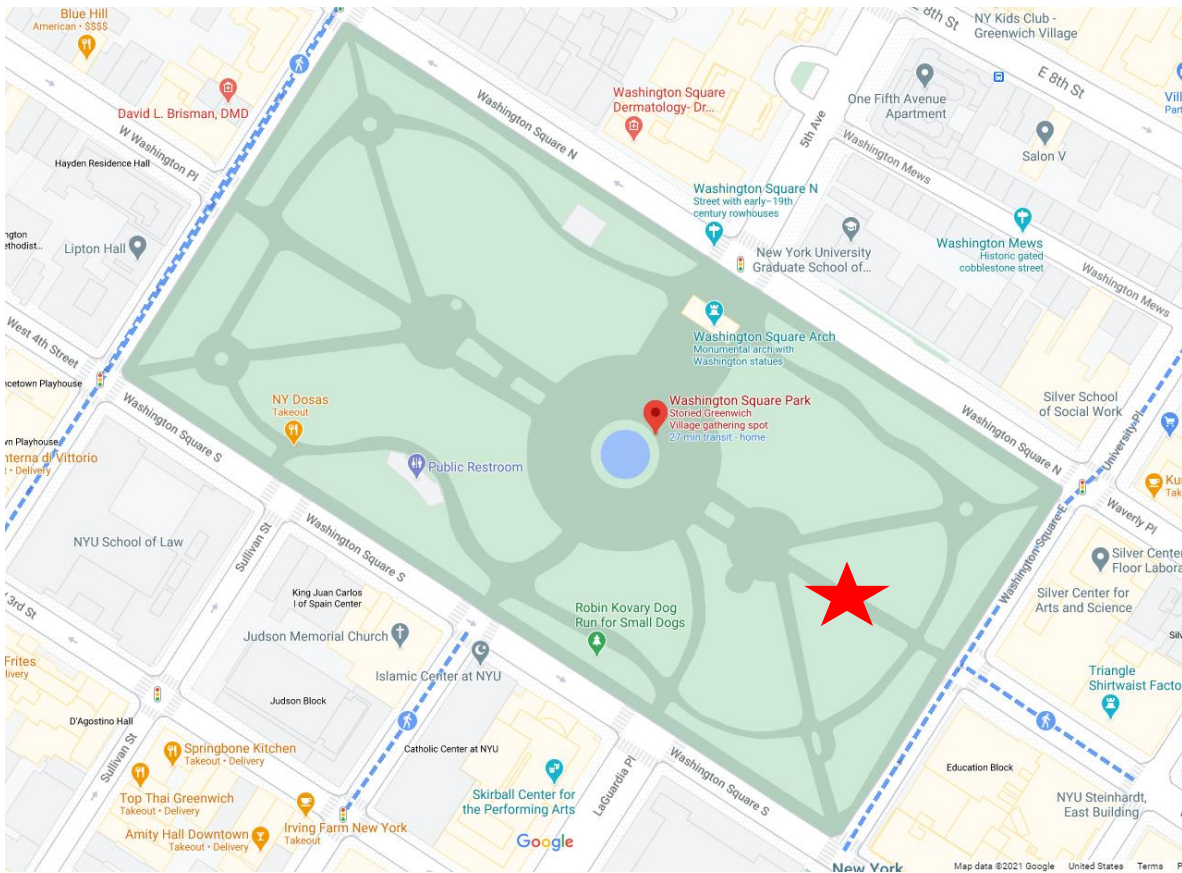 Blue Hill
American • $$$$
E 8th St
NY Kids Club -
Greenwich Village
E 8th St
David L. Brisman, DMD
Washington Square N
Washington Square
Dermatology- Dr...
One Fifth Avenue
Apartment
W Washington Pl
Hayden Residence Hall
5th Ave
Washington Mews
Salon V
Washington Square N
Street with early–19th
century rowhouses
Lipton Hall
New York University
Graduate School of...
Washington Mews
Historic gated
cobblestone street
Washington Mews
West 4th Street
Washington Square Arch
Monumental arch with
Washington statues
Washington Square S
NY Dosas
Takeout
Washington Square Park
Storied Greenwich
Village gathering spot
27 min transit - home
Silver School
of Social Work
Washington Square N
University Pl
Public Restroom
Waverly Pl
NYU School of Law
Sullivan St
Washington Square S
Washington Square E
Silver Center
King Juan Carlos
I of Spain Center
Silver Center for
Arts and Science
Robin Kovary Dog
Run for Small Dogs
Judson Memorial Church
Islamic Center at NYU
Triangle
Judson Block
D'Agostino Hall
Sullivan St
Springbone Kitchen
Takeout • Delivery
Catholic Center at NYU
Washington Square S
Education Block
Top Thai Greenwich
Takeout • Delivery
Skirball Center for
the Performing Arts
LaGuardia Pl
NYU Steinhardt,
East Building
Irving Farm New York
Takeout
Amity Hall Downtown
Takeout • Delivery
Google
New York
Map data ©2021 Google
United States
Terms